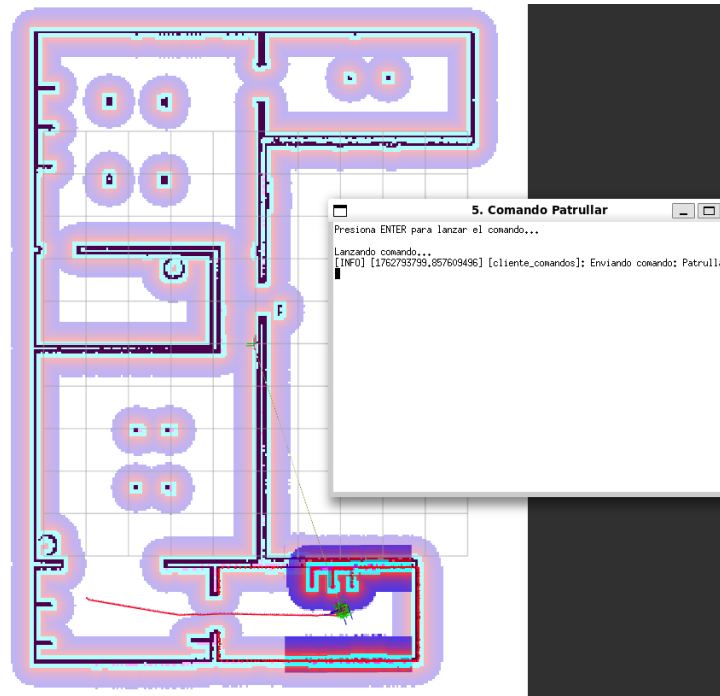 5. Comando Patrullar
Presiona ENTER para lanzar el comando...
Lanzando comando...
[INFO] [1762793799.857609496] [cliente_comandos]: Enviando comando: Patrulla